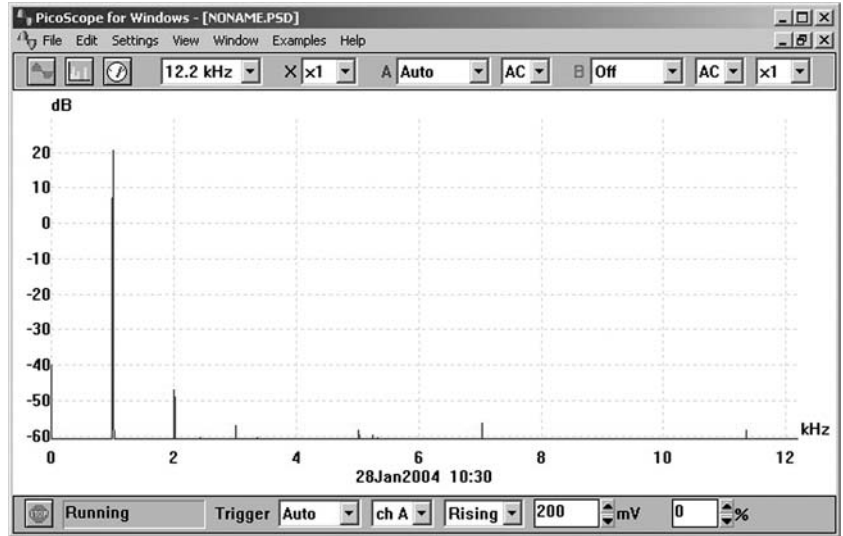 PicoScope for Windows - [NONAME.PSD]
File Edit Settings View Window Examples Help
12.2 kHz X x1 A Auto AC B Off AC x1
dB
20
10
0
-10
-20
-30
-40
-50
-60
kHz
0 2 4 6 8 10 12
28Jan2004 10:30
Running Trigger Auto ch A Rising 200 mV 0 %